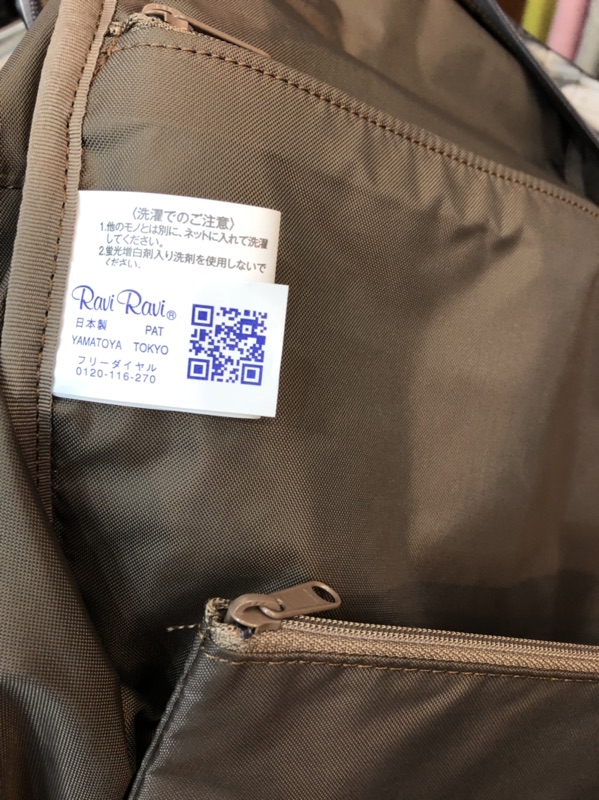 〈洗濯でのご注意〉
1.他のモノとは別に、ネットに入れて洗濯
してください。
2.蛍光増白剤入り洗剤を使用しないで
ください。
Ravi Ravi®
日本製 PAT
YAMATOYA TOKYO
フリーダイヤル
0120-116-270